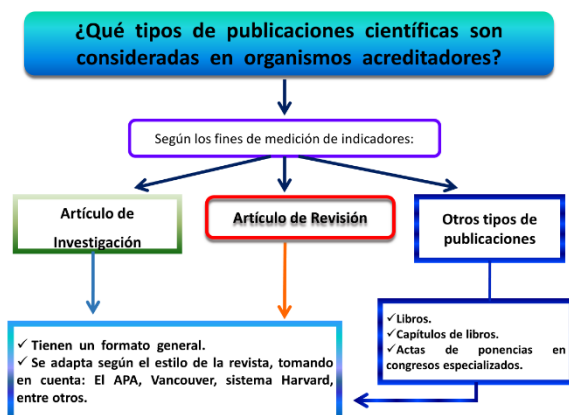 ¿Qué tipos de publicaciones científicas son
consideradas en organismos acreditadores?
Según los fines de medición de indicadores:
Artículo de
Investigación
Artículo de Revisión
Otros tipos de
publicaciones
✓Libros.
✓Capítulos de libros.
✓Actas de ponencias en
congresos especializados.
✓ Tienen un formato general.
✓ Se adapta según el estilo de la revista, tomando
en cuenta: El APA, Vancouver, sistema Harvard,
entre otros.